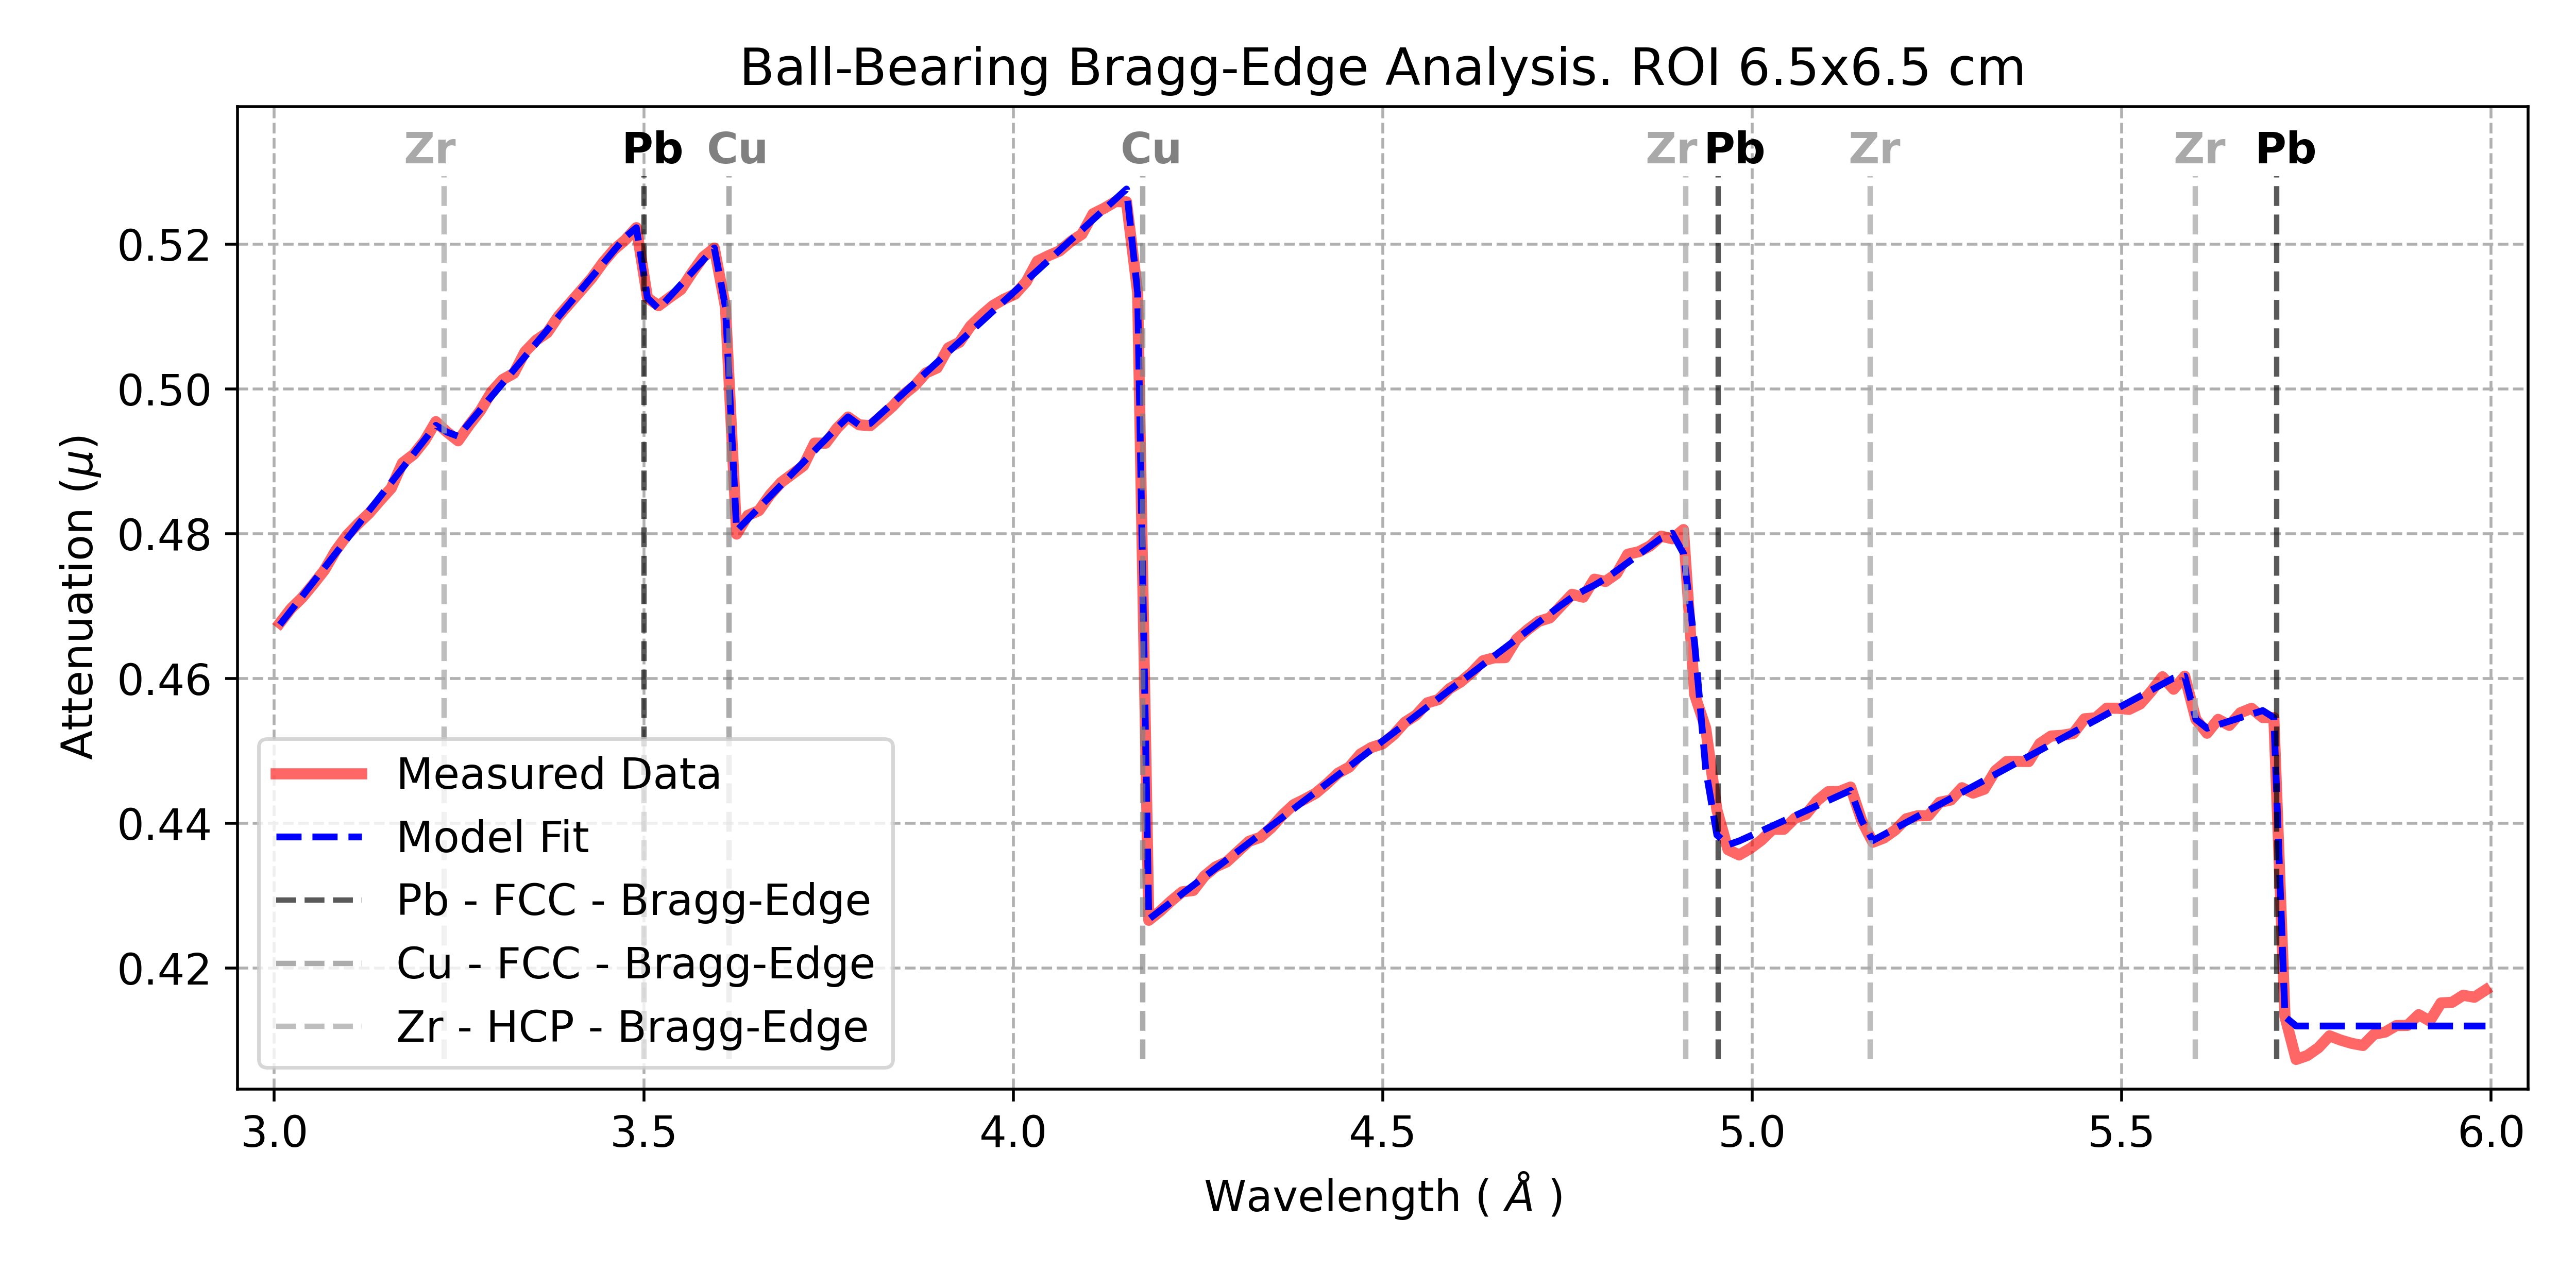 Ball-Bearing Bragg-Edge Analysis. ROI 6.5x6.5 cm
Zr Pb Cu Cu Zr Pb Zr Zr Pb
0.52
0.50
0.48
0.46
0.44
0.42
Attenuation (μ)
Measured Data
Model Fit
Pb - FCC - Bragg-Edge
Cu - FCC - Bragg-Edge
Zr - HCP - Bragg-Edge
3.0 3.5 4.0 4.5 5.0 5.5 6.0
Wavelength ( Å )